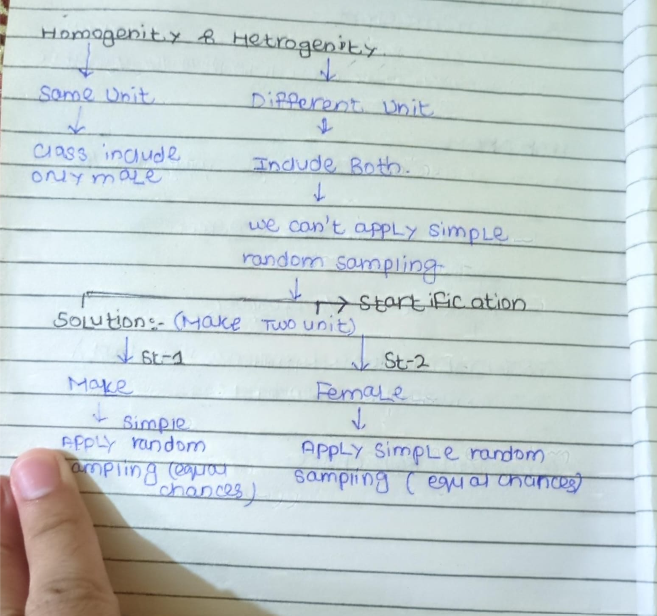 Homogenity & Hetrogenity
Same Unit
Different Unit
Class include
only male
Include Both.
we can't apply simple
random sampling
Startification
Solution:- (Make Two unit)
St-1
St-2
Make
Female
Simple
Apply random
ampling (equal
chances)
Apply simple random
sampling (equal chances)